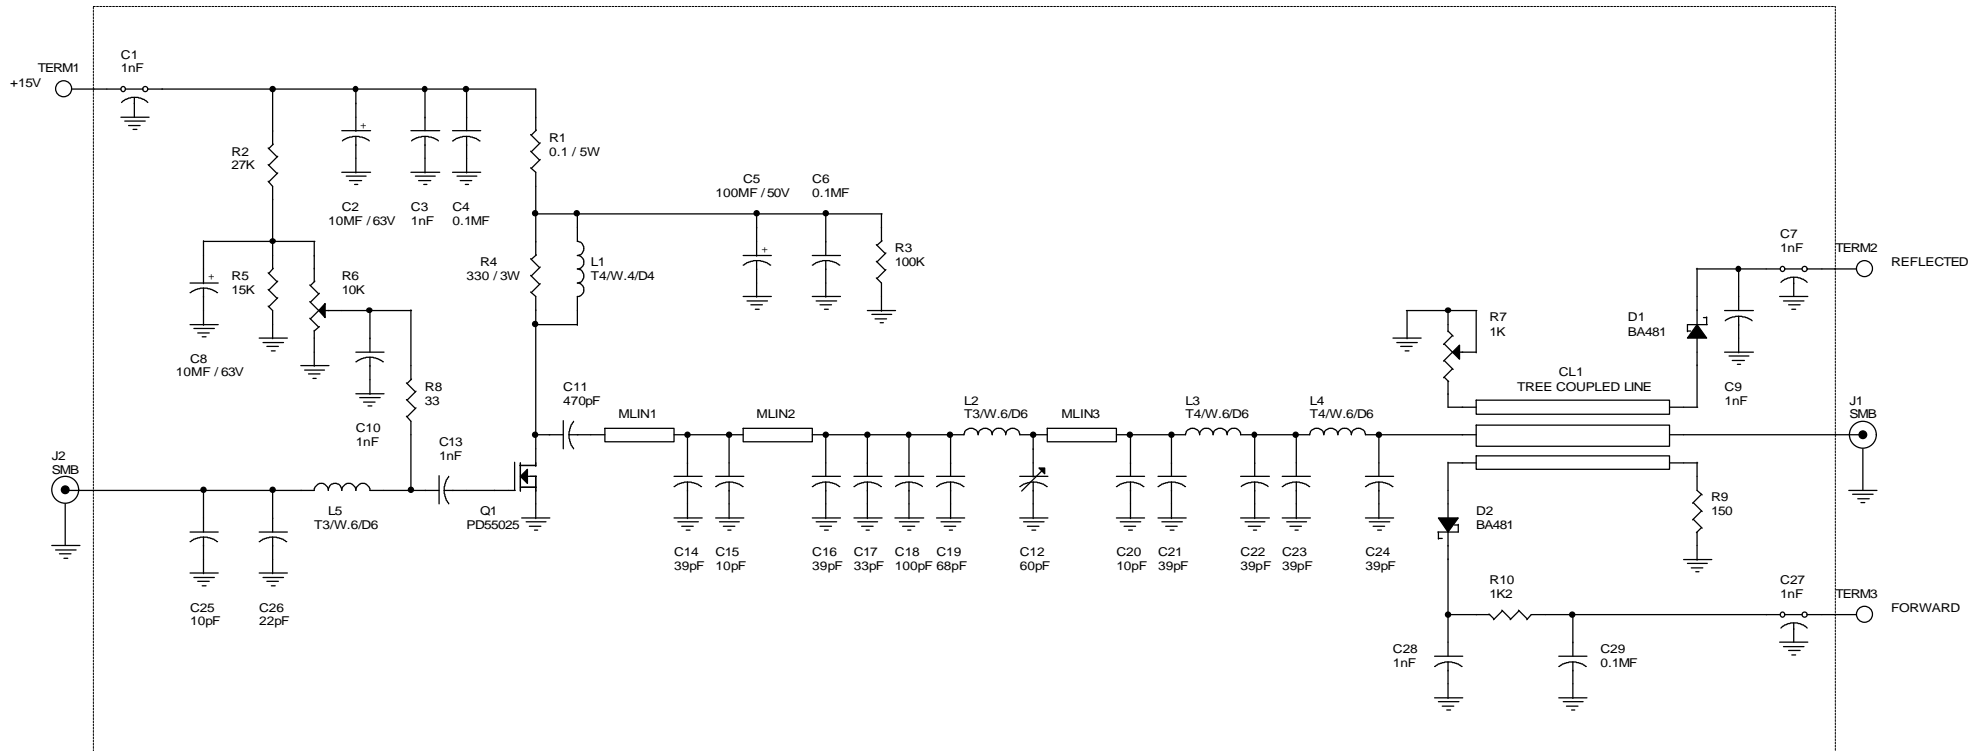 C1
1nF
TERM1
+15V
R2
27K
C2
10MF / 63V
C3
1nF
C4
0.1MF
R1
0.1 / 5W
C5
100MF / 50V
C6
0.1MF
R3
100K
R4
330 / 3W
L1
T4/W.4/D4
C8
10MF / 63V
R5
15K
R6
10K
C10
1nF
R8
33
C13
1nF
J2
SMB
L5
T3/W.6/D6
C25
10pF
C26
22pF
Q1
PD55025
C11
470pF
MLIN1
MLIN2
L2
T3/W.6/D6
MLIN3
L3
T4/W.6/D6
L4
T4/W.6/D6
C14
39pF
C15
10pF
C16
39pF
C17
33pF
C18
100pF
C19
68pF
C12
60pF
C20
10pF
C21
39pF
C22
39pF
C23
39pF
C24
39pF
R7
1K
D1
BA481
C7
1nF
TERM2
REFLECTED
CL1
TREE COUPLED LINE
C9
1nF
J1
SMB
D2
BA481
R9
150
R10
1K2
C27
1nF
TERM3
FORWARD
C28
1nF
C29
0.1MF
+
+
+